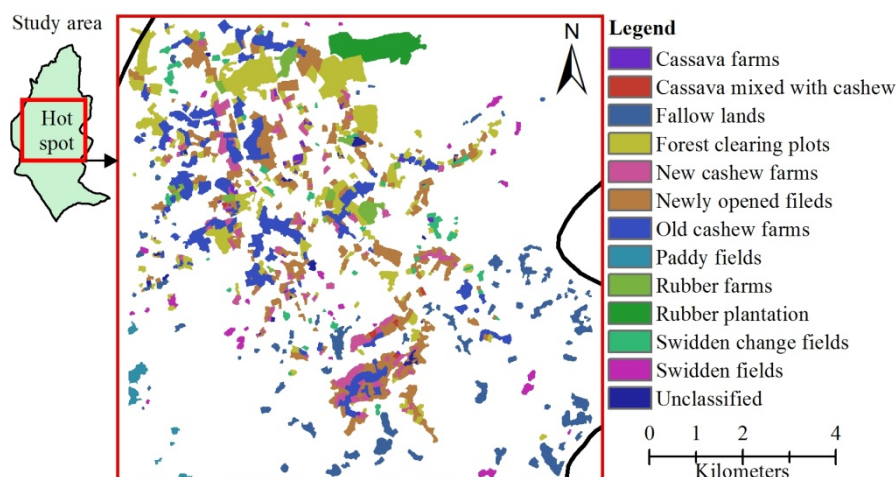 Study area
Hot
spot
N
Legend
Cassava farms
Cassava mixed with cashew
Fallow lands
Forest clearing plots
New cashew farms
Newly opened fileds
Old cashew farms
Paddy fields
Rubber farms
Rubber plantation
Swidden change fields
Swidden fields
Unclassified
0 1 2 4
Kilometers